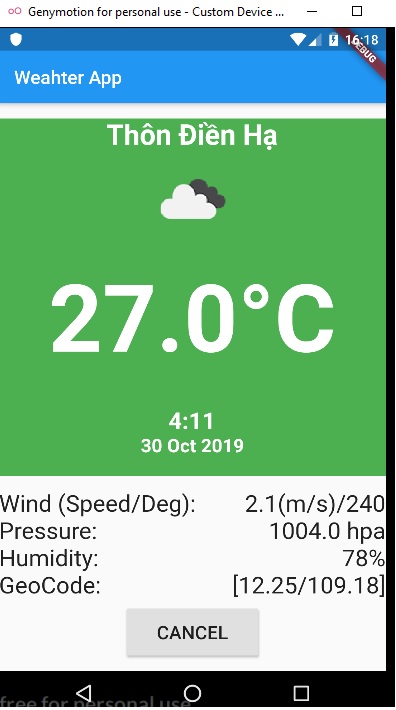 Genymotion for personal use - Custom Device ...
16:18
DEBUG
Weahter App
Thôn Điền Hạ
27.0°C
4:11
30 Oct 2019
Wind (Speed/Deg): 2.1(m/s)/240
Pressure: 1004.0 hpa
Humidity: 78%
GeoCode: [12.25/109.18]
CANCEL
free for personal use